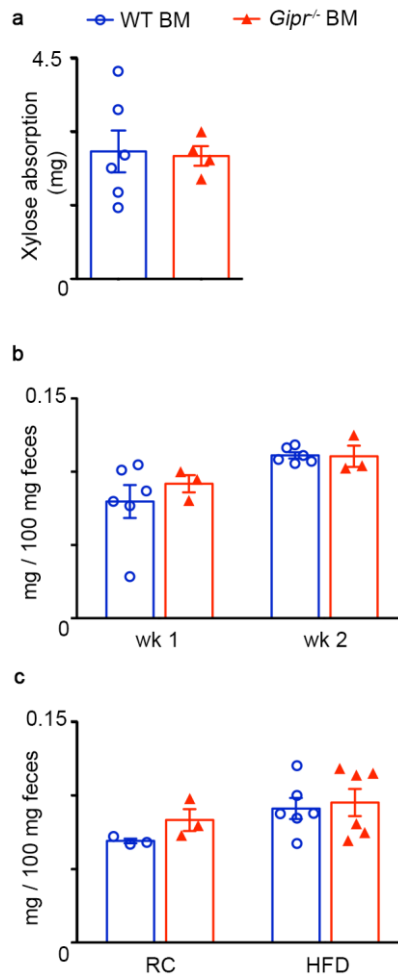 a
WT BM
Gipr-/- BM
4.5
Xylose absorption
(mg)
0
b
0.15
mg / 100 mg feces
0
wk 1 wk 2
c
0.15
mg / 100 mg feces
0
RC HFD